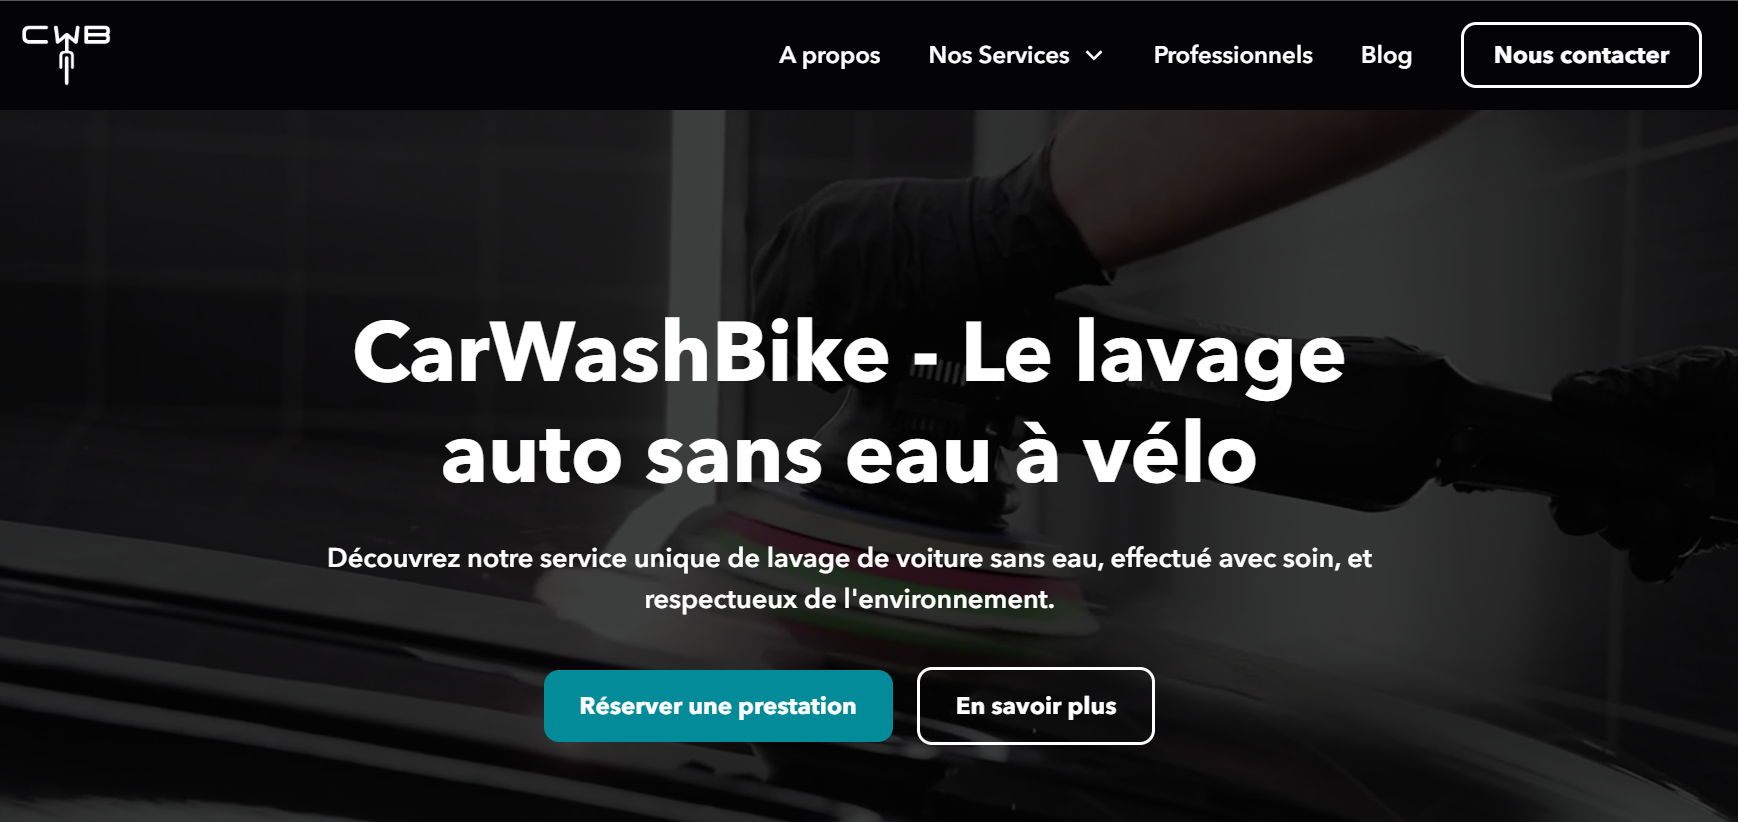 CWB
A propos
Nos Services
Professionnels
Blog
Nous contacter
CarWashBike - Le lavage
auto sans eau à vélo
Découvrez notre service unique de lavage de voiture sans eau, effectué avec soin, et
respectueux de l'environnement.
Réserver une prestation
En savoir plus